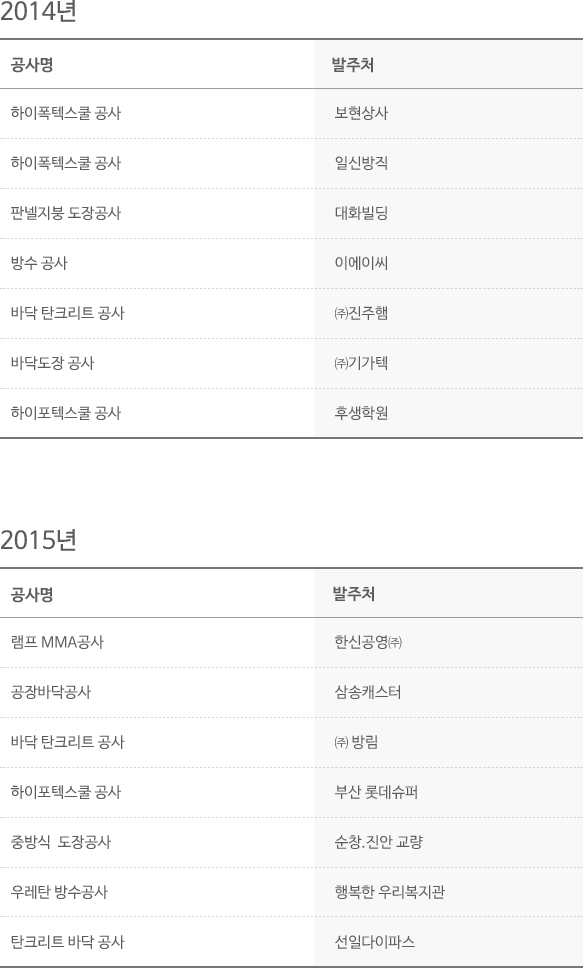 2014년
공사명 발주처
하이폭텍스쿨 공사 보현상사
하이폭텍스쿨 공사 일신방직
판넬지붕 도장공사 대화빌딩
방수 공사 이에이씨
바닥 탄크리트 공사 ㈜진주햄
바닥도장 공사 ㈜기가텍
하이포텍스쿨 공사 후생학원
2015년
공사명 발주처
램프 MMA공사 한신공영㈜
공장바닥공사 삼송캐스터
바닥 탄크리트 공사 ㈜ 방림
하이포텍스쿨 공사 부산 롯데슈퍼
중방식 도장공사 순창.진안 교량
우레탄 방수공사 행복한 우리복지관
탄크리트 바닥 공사 선일다이파스